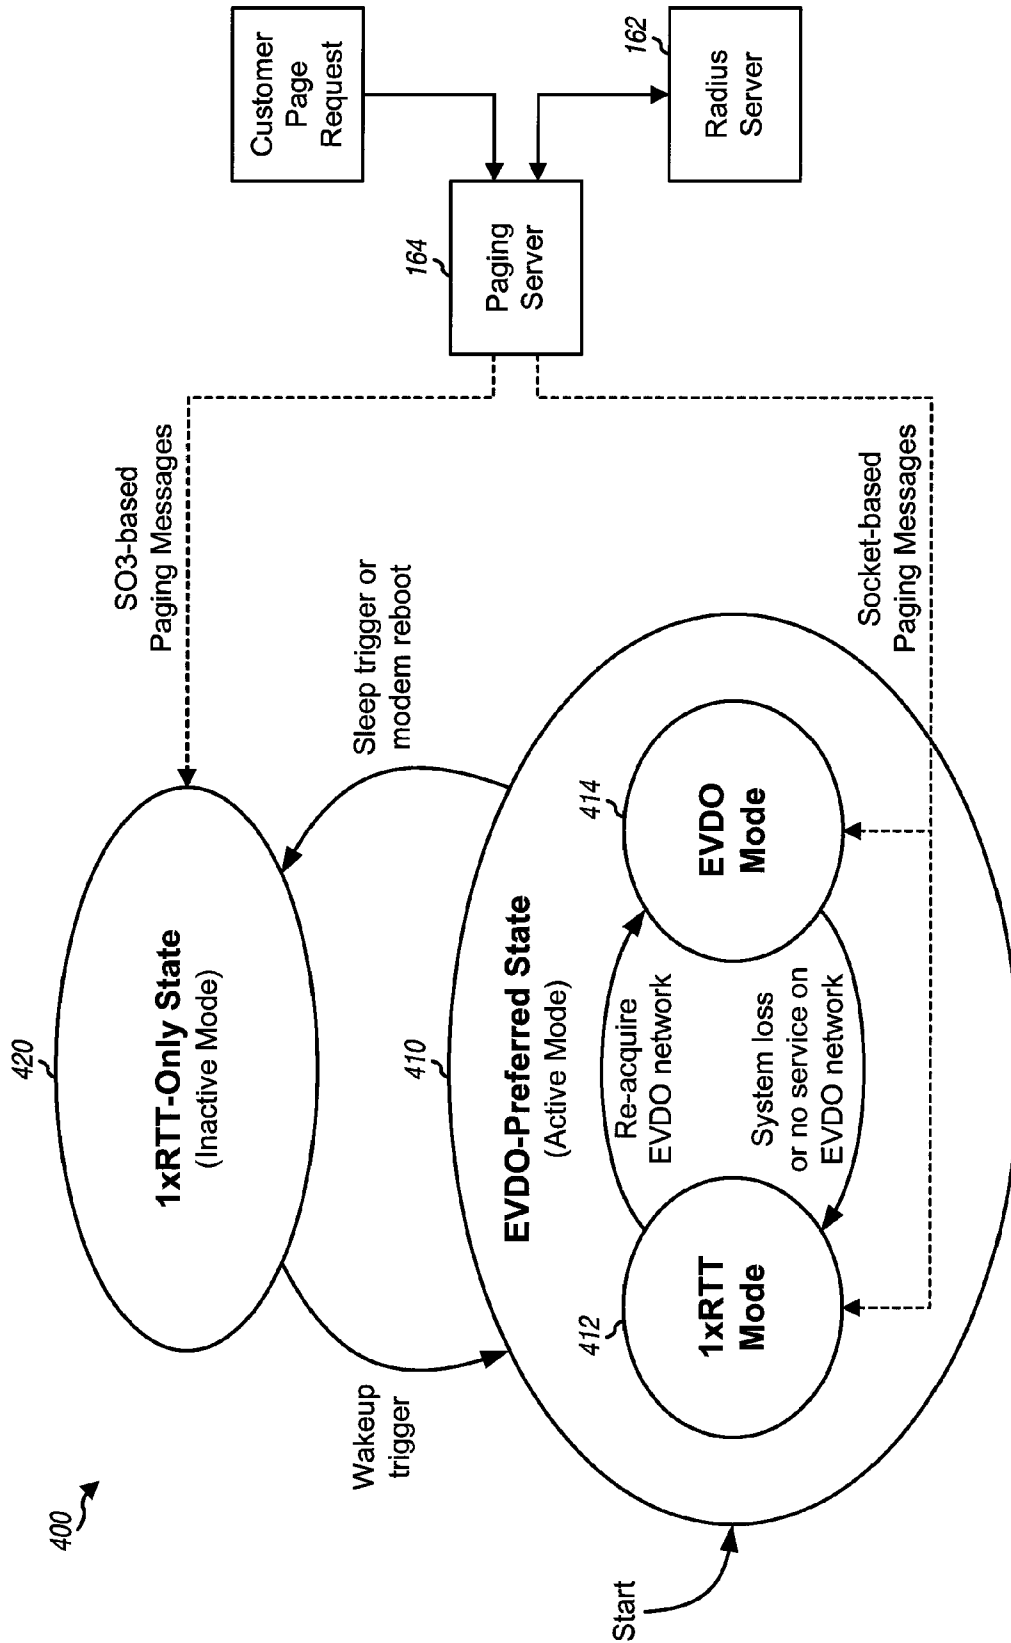 400
420
1xRTT-Only State
(Inactive Mode)
SO3-based
Paging Messages
Customer
Page
Request
Wakeup
trigger
Sleep trigger or
modem reboot
164
Paging
Server
162
Radius
Server
410
EVDO-Preferred State
(Active Mode)
412
1xRTT
Mode
Re-acquire
EVDO network
System loss
or no service on
EVDO network
414
EVDO
Mode
Socket-based
Paging Messages
Start